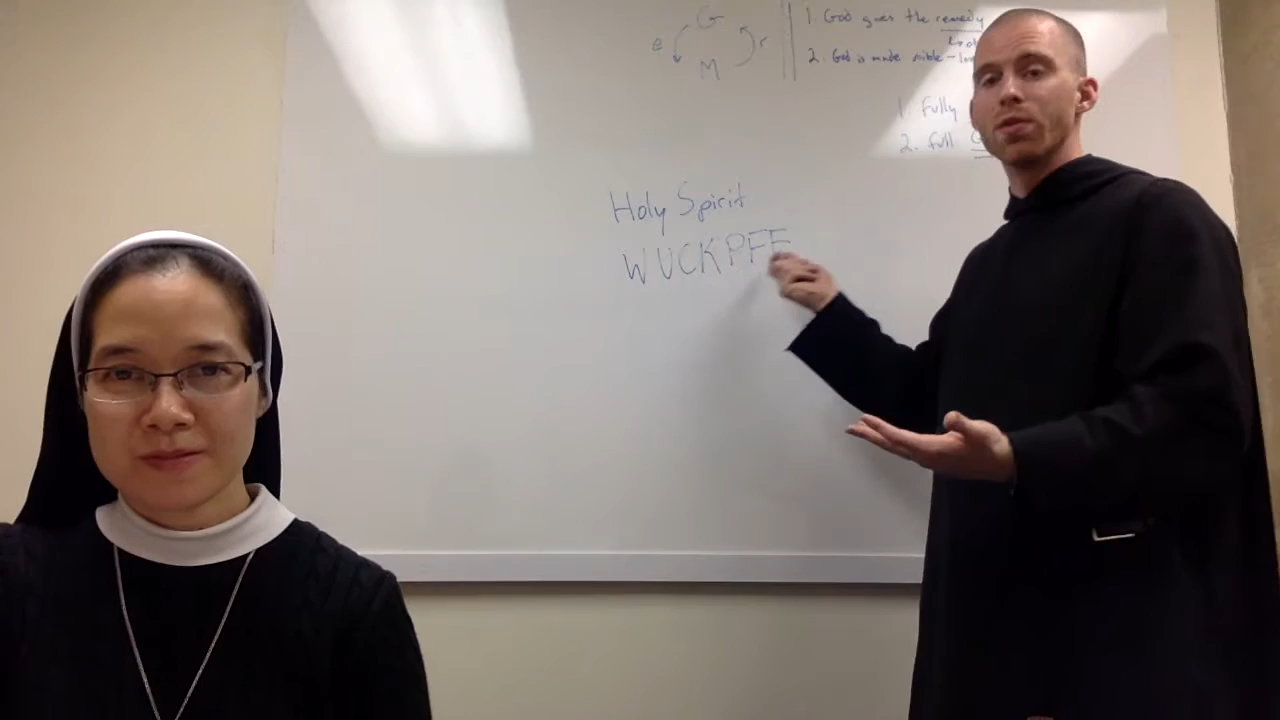 G
e r
M
1. God gives the remedy
2. God is made visible -
1. Fully
2. Full
Holy Spirit
WUCKPFF